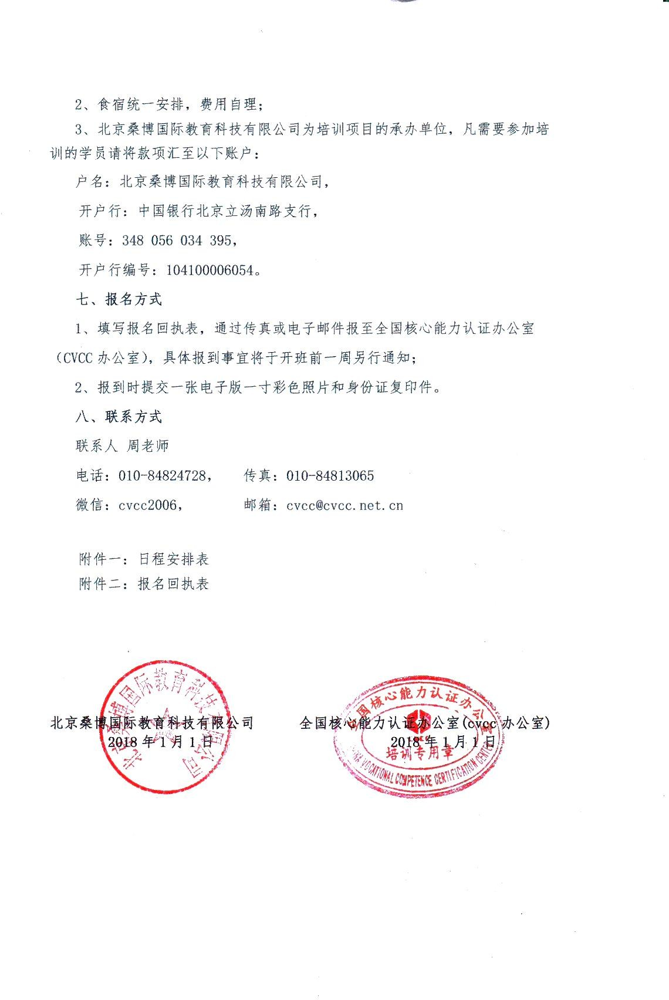 2、食宿统一安排，费用自理；
3、北京桑博国际教育科技有限公司为培训项目的承办单位，凡需要参加培
训的学员请将款项汇至以下账户：
户名：北京桑博国际教育科技有限公司，
开户行：中国银行北京立汤南路支行，
账号：348 056 034 395，
开户行编号：104100006054。
七、报名方式
1、填写报名回执表，通过传真或电子邮件报至全国核心能力认证办公室
（CVCC 办公室），具体报到事宜将于开班前一周另行通知；
2、报到时提交一张电子版一寸彩色照片和身份证复印件。
八、联系方式
联系人 周老师
电话：010-84824728， 传真：010-84813065
微信：cvcc2006， 邮箱：cvcc@cvcc.net.cn
附件一：日程安排表
附件二：报名回执表
北京桑博国际教育科技有限公司 全国核心能力认证办公室(cvcc 办公室)
2018 年 1 月 1 日 2018 年 1 月 1 日
北京桑博国际教育科技有限公司
全国核心能力认证办公室
培训专用章
VOCATIONAL COMPETENCE CERTIFICATION CENTER